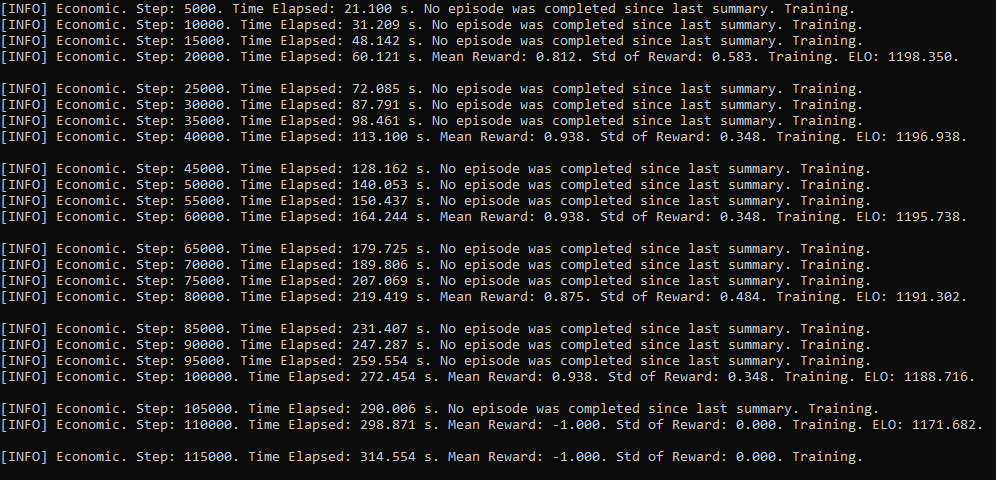 [INFO] Economic. Step: 5000. Time Elapsed: 21.100 s. No episode was completed since last summary. Training.
[INFO] Economic. Step: 10000. Time Elapsed: 31.209 s. No episode was completed since last summary. Training.
[INFO] Economic. Step: 15000. Time Elapsed: 48.142 s. No episode was completed since last summary. Training.
[INFO] Economic. Step: 20000. Time Elapsed: 60.121 s. Mean Reward: 0.812. Std of Reward: 0.583. Training. ELO: 1198.350.
[INFO] Economic. Step: 25000. Time Elapsed: 72.085 s. No episode was completed since last summary. Training.
[INFO] Economic. Step: 30000. Time Elapsed: 87.791 s. No episode was completed since last summary. Training.
[INFO] Economic. Step: 35000. Time Elapsed: 98.461 s. No episode was completed since last summary. Training.
[INFO] Economic. Step: 40000. Time Elapsed: 113.100 s. Mean Reward: 0.938. Std of Reward: 0.348. Training. ELO: 1196.938.
[INFO] Economic. Step: 45000. Time Elapsed: 128.162 s. No episode was completed since last summary. Training.
[INFO] Economic. Step: 50000. Time Elapsed: 140.053 s. No episode was completed since last summary. Training.
[INFO] Economic. Step: 55000. Time Elapsed: 150.437 s. No episode was completed since last summary. Training.
[INFO] Economic. Step: 60000. Time Elapsed: 164.244 s. Mean Reward: 0.938. Std of Reward: 0.348. Training. ELO: 1195.738.
[INFO] Economic. Step: 65000. Time Elapsed: 179.725 s. No episode was completed since last summary. Training.
[INFO] Economic. Step: 70000. Time Elapsed: 189.806 s. No episode was completed since last summary. Training.
[INFO] Economic. Step: 75000. Time Elapsed: 207.069 s. No episode was completed since last summary. Training.
[INFO] Economic. Step: 80000. Time Elapsed: 219.419 s. Mean Reward: 0.875. Std of Reward: 0.484. Training. ELO: 1191.302.
[INFO] Economic. Step: 85000. Time Elapsed: 231.407 s. No episode was completed since last summary. Training.
[INFO] Economic. Step: 90000. Time Elapsed: 247.287 s. No episode was completed since last summary. Training.
[INFO] Economic. Step: 95000. Time Elapsed: 259.554 s. No episode was completed since last summary. Training.
[INFO] Economic. Step: 100000. Time Elapsed: 272.454 s. Mean Reward: 0.938. Std of Reward: 0.348. Training. ELO: 1188.716.
[INFO] Economic. Step: 105000. Time Elapsed: 290.006 s. No episode was completed since last summary. Training.
[INFO] Economic. Step: 110000. Time Elapsed: 298.871 s. Mean Reward: -1.000. Std of Reward: 0.000. Training. ELO: 1171.682.
[INFO] Economic. Step: 115000. Time Elapsed: 314.554 s. Mean Reward: -1.000. Std of Reward: 0.000. Training.